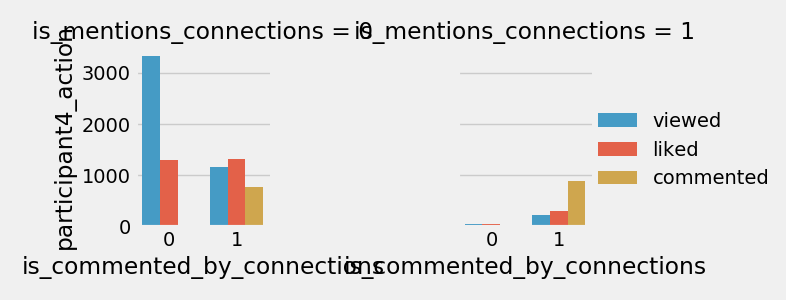 is_mentions_connections = 0
is_mentions_connections = 1
participant4_action
3000
2000
1000
0
0
1
0
1
is_commented_by_connections
is_commented_by_connections
viewed
liked
commented